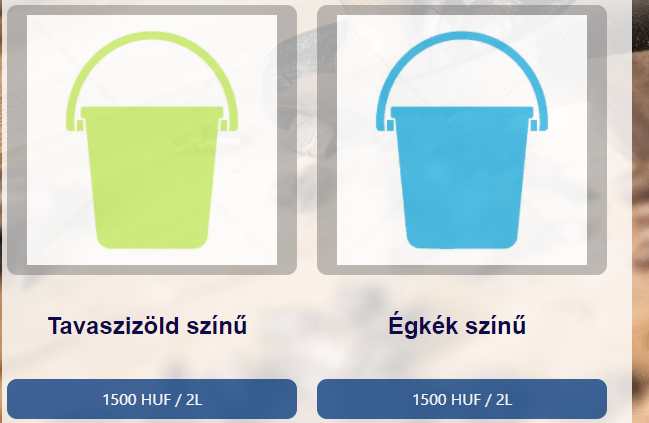 Tavaszizöld színű
Égkék színű
1500 HUF / 2L
1500 HUF / 2L